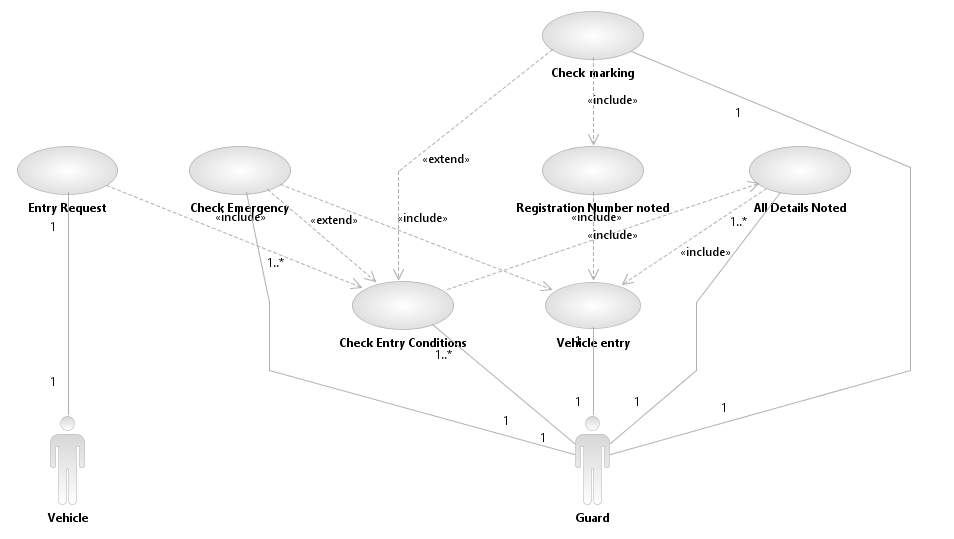 Check marking
«include»
1
«extend»
Entry Request
Check Emergency
Registration Number noted
All Details Noted
1
«include»
«extend»
«include»
«include»
1..*
«include»
1..*
«include»
Check Entry Conditions
Vehicle entry
1
1..*
1
1
1
1
1
1
Vehicle
Guard